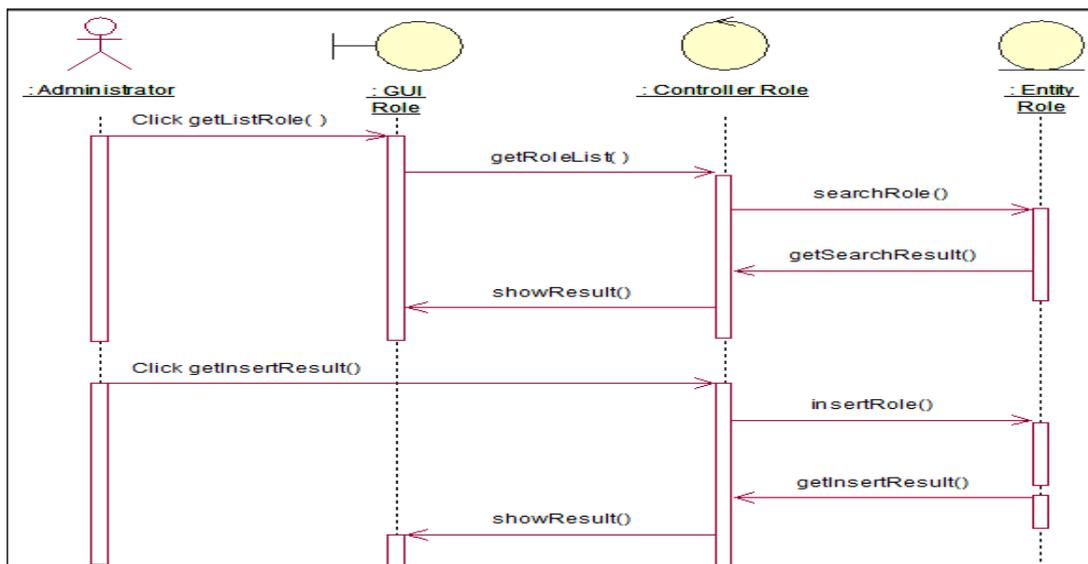 : Administrator
: GUI
Role
: Controller Role
: Entity
Role
Click getListRole( )
getRoleList( )
searchRole()
getSearchResult()
showResult()
Click getInsertResult()
insertRole()
getInsertResult()
showResult()